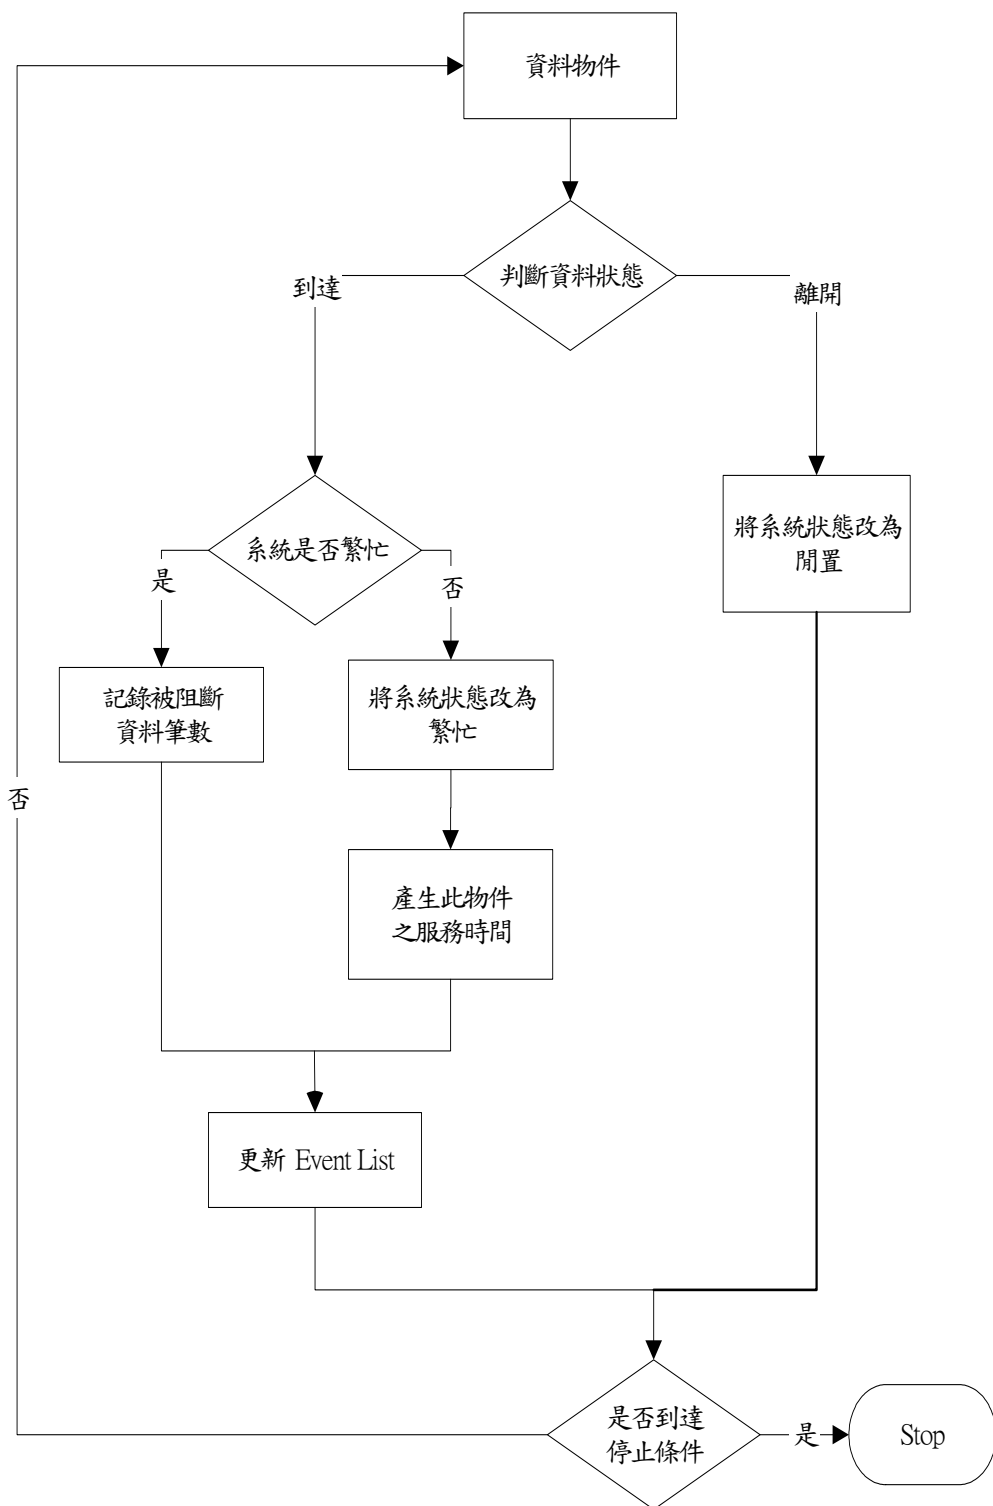 資料物件
判斷資料狀態
到達
離開
系統是否繁忙
是
否
將系統狀態改為
閒置
記錄被阻斷
資料筆數
將系統狀態改為
繁忙
否
產生此物件
之服務時間
更新 Event List
是否到達
停止條件
是
Stop